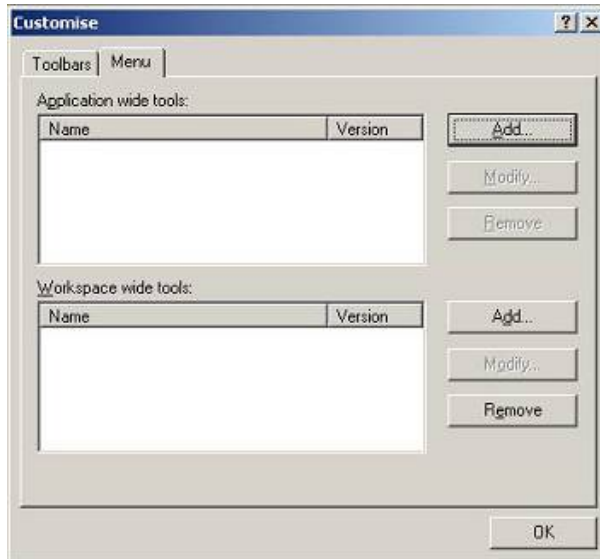 Customise
Toolbars Menu
Application wide tools:
Name Version
Add...
Modify...
Remove
Workspace wide tools:
Name Version
Add...
Modify...
Remove
OK